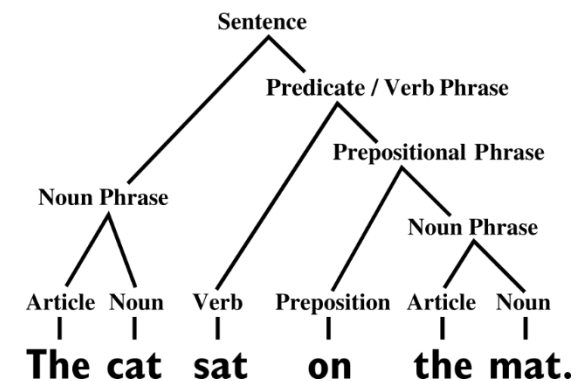 Sentence
Predicate / Verb Phrase
Prepositional Phrase
Noun Phrase
Noun Phrase
Article Noun Verb Preposition Article Noun
The cat sat on the mat.